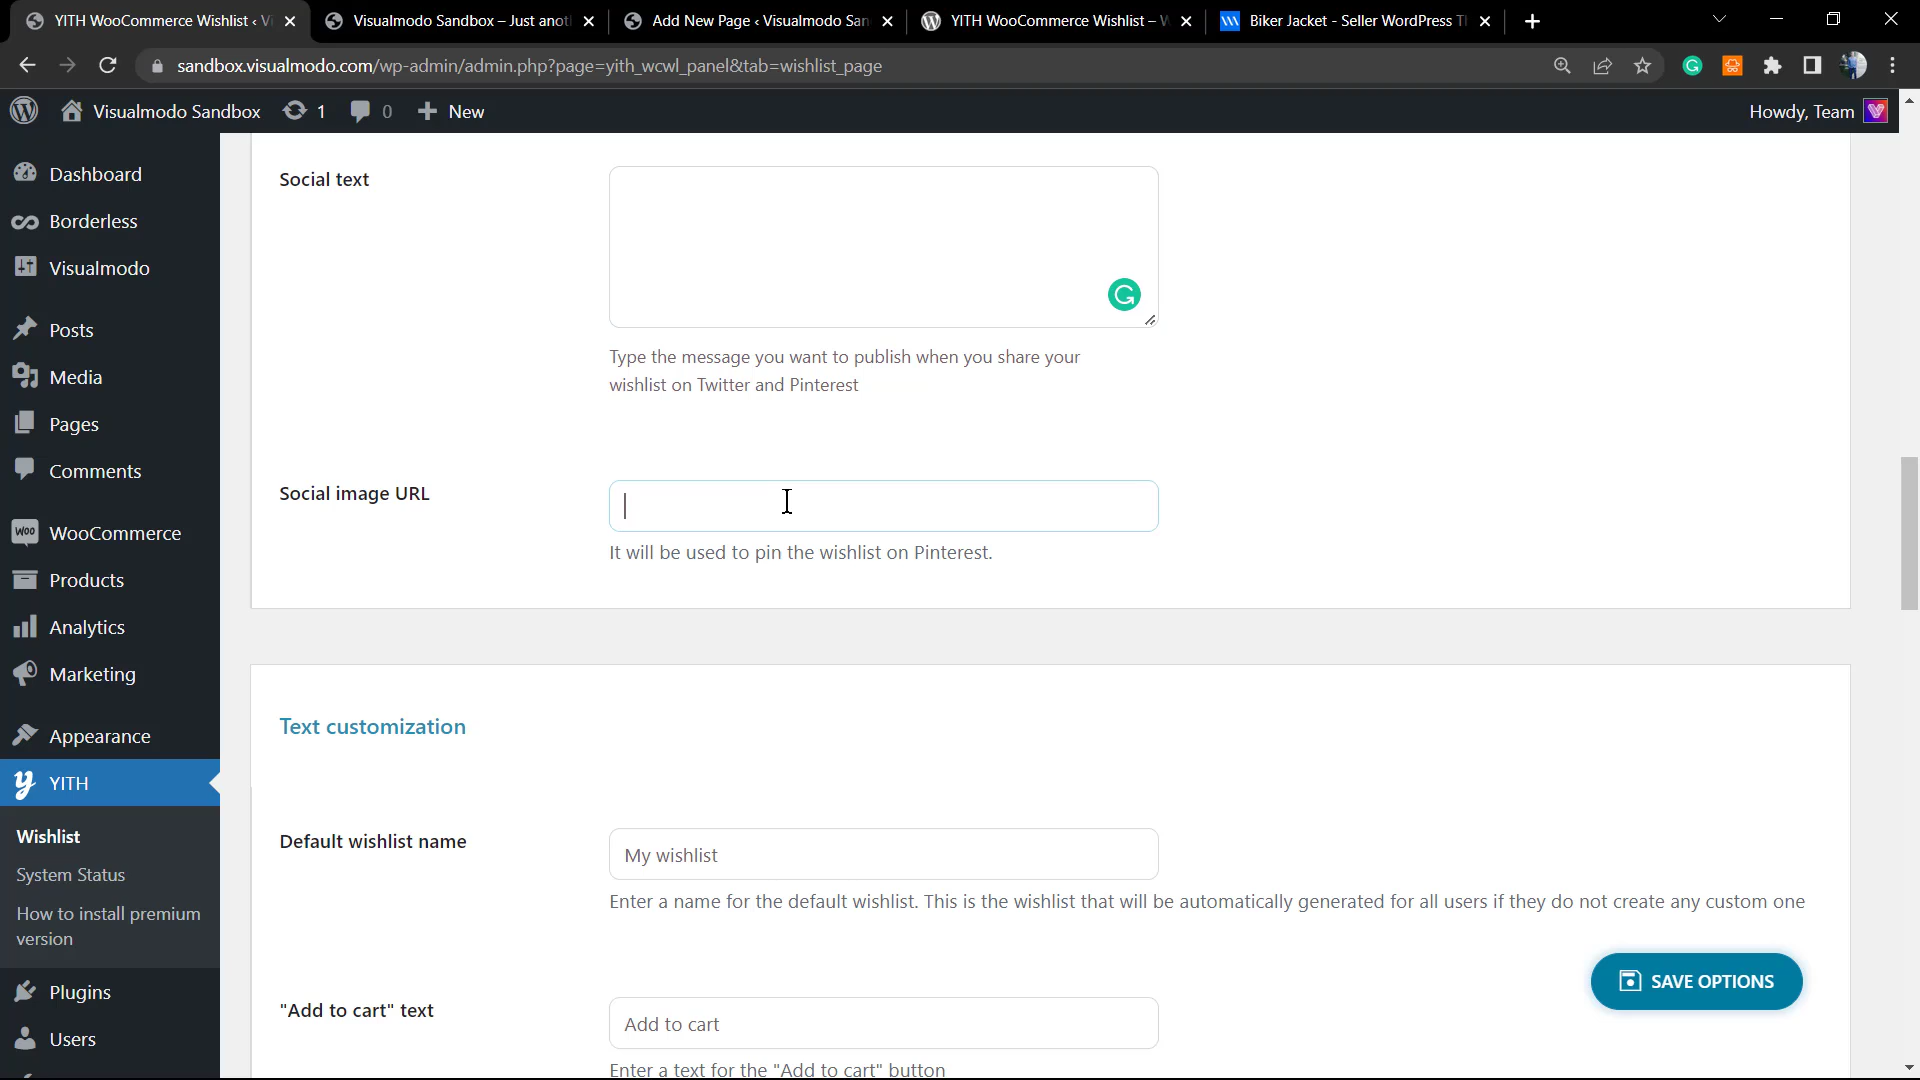 YITH WooCommerce Wishlist ‹ Vi
Visualmodo Sandbox – Just anoth
Add New Page ‹ Visualmodo San
YITH WooCommerce Wishlist – W
Biker Jacket - Seller WordPress Th
sandbox.visualmodo.com/wp-admin/admin.php?page=yith_wcwl_panel&tab=wishlist_page
Visualmodo Sandbox
1
0
New
Howdy, Team
Dashboard
Borderless
Visualmodo
Posts
Media
Pages
Comments
WooCommerce
Products
Analytics
Marketing
Appearance
YITH
Wishlist
System Status
How to install premium
version
Plugins
Users
Social text
Type the message you want to publish when you share your
wishlist on Twitter and Pinterest
Social image URL
It will be used to pin the wishlist on Pinterest.
Text customization
Default wishlist name
My wishlist
Enter a name for the default wishlist. This is the wishlist that will be automatically generated for all users if they do not create any custom one
SAVE OPTIONS
"Add to cart" text
Add to cart
Enter a text for the "Add to cart" button